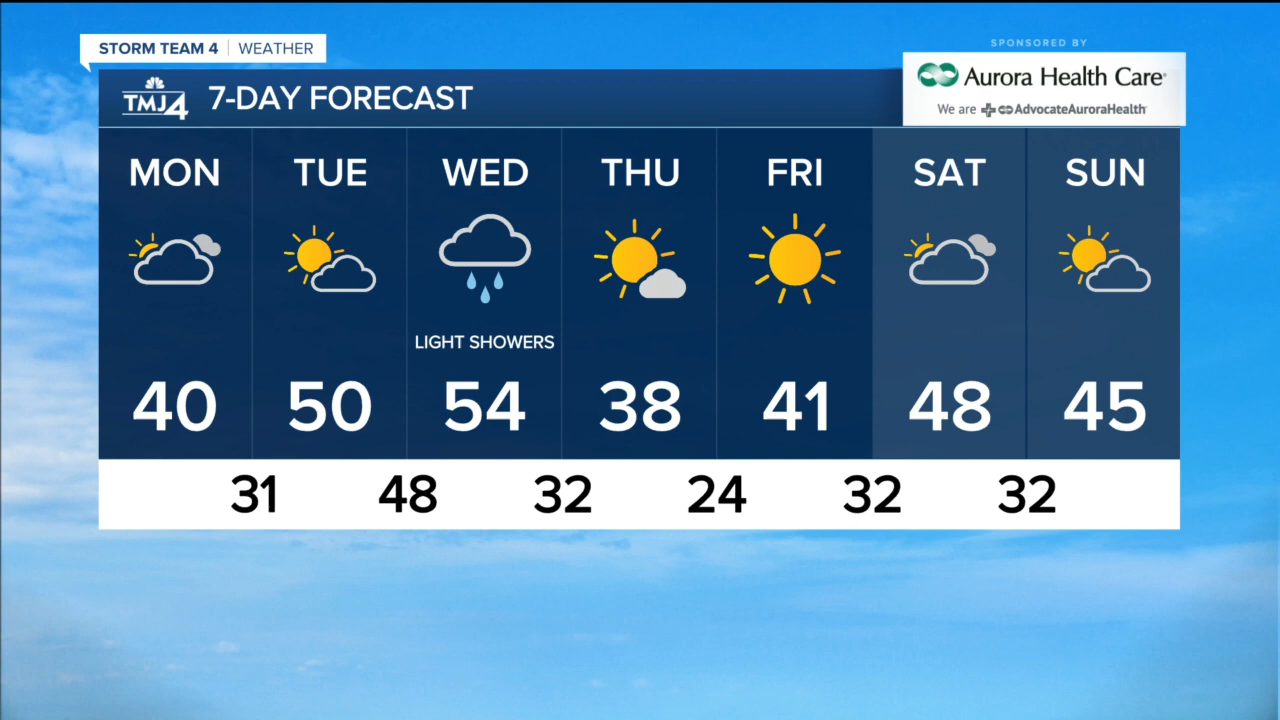 STORM TEAM 4 | WEATHER
SPONSORED BY
Aurora Health Care®
We are AdvocateAuroraHealth
TMJ4 7-DAY FORECAST
MON TUE WED THU FRI SAT SUN
LIGHT SHOWERS
40 50 54 38 41 48 45
31 48 32 24 32 32